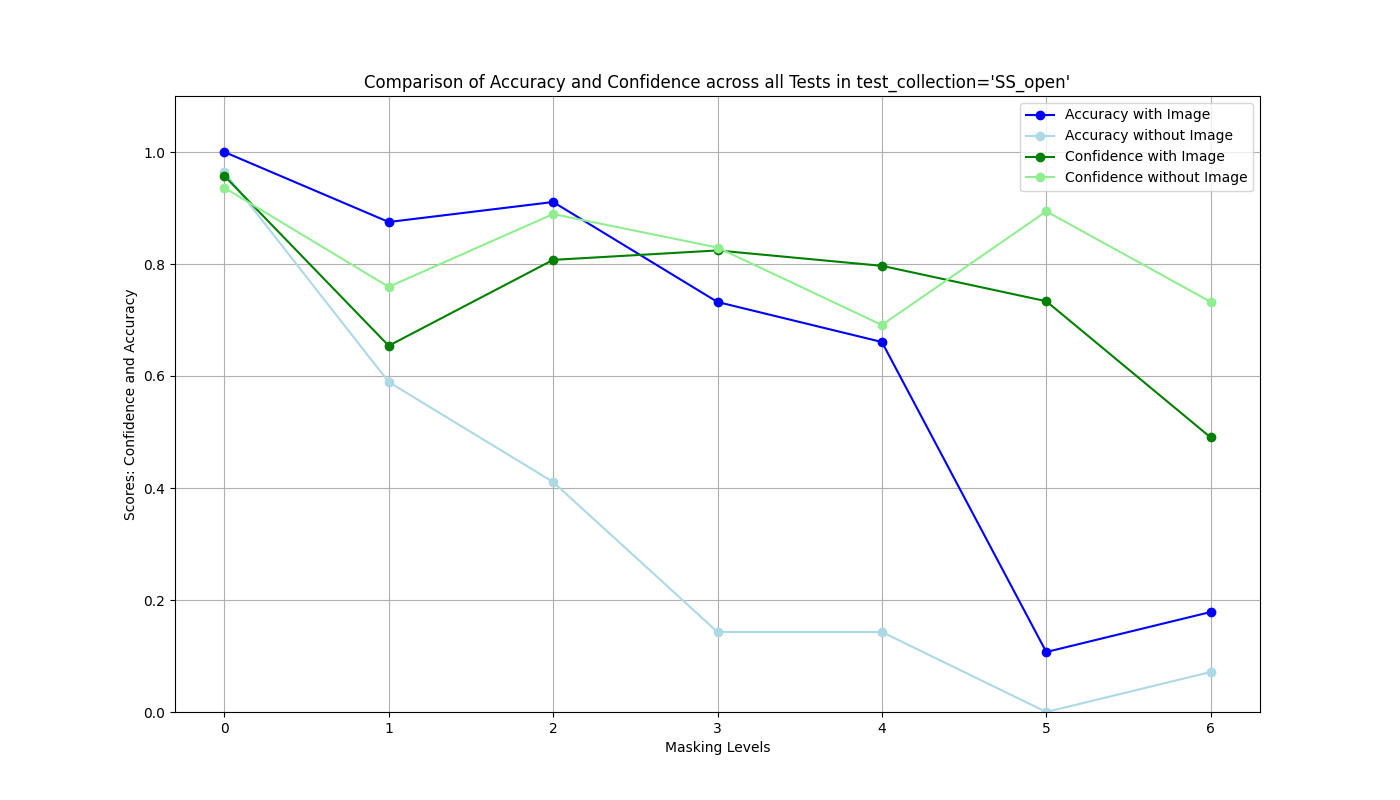 Comparison of Accuracy and Confidence across all Tests in test_collection='SS_open'
Accuracy with Image
Accuracy without Image
Confidence with Image
Confidence without Image
Scores: Confidence and Accuracy
1.0
0.8
0.6
0.4
0.2
0.0
0 1 2 3 4 5 6
Masking Levels